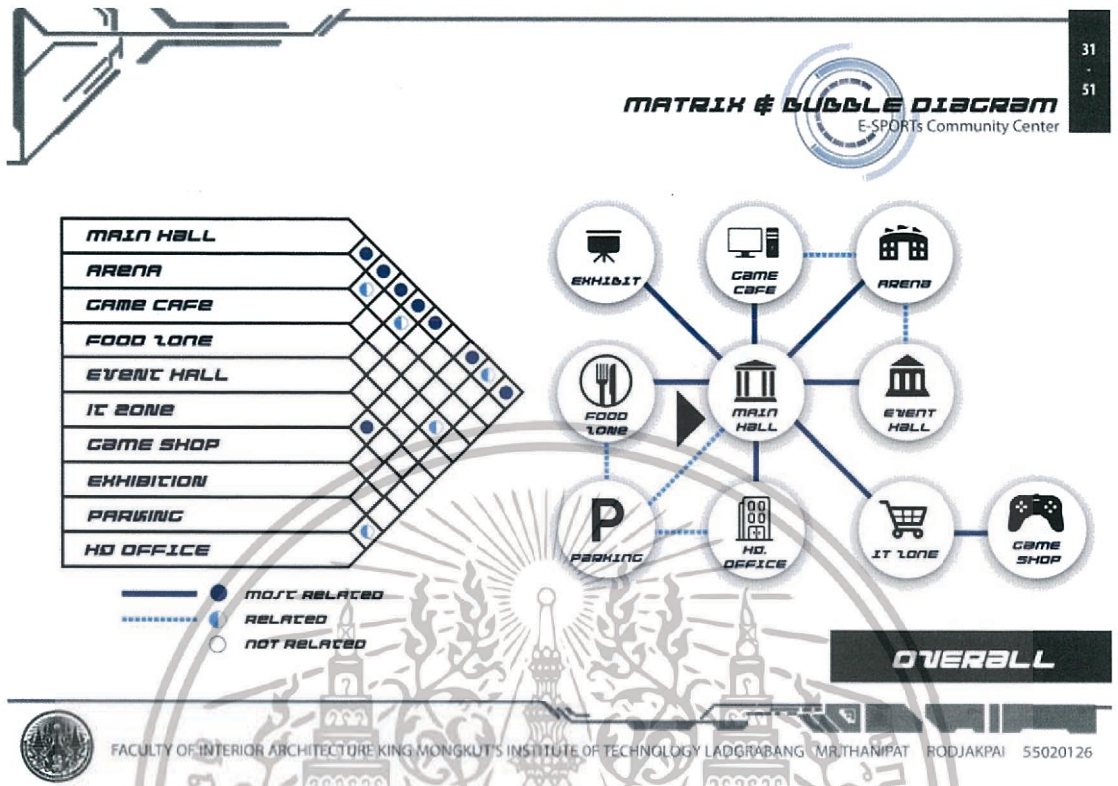 31
-
51
MATRIX & BUBBLE DIAGRAM
E-SPORTs Community Center
MAIN HALL
ARENA
GAME CAFE
FOOD ZONE
EVENT HALL
IT ZONE
GAME SHOP
EXHIBITION
PARKING
HD OFFICE
MOST RELATED
RELATED
NOT RELATED
EXHIBIT
GAME
CAFE
ARENA
FOOD
ZONE
MAIN
HALL
EVENT
HALL
P
PARKING
HD.
OFFICE
IT ZONE
GAME
SHOP
OVERALL
FACULTY OF INTERIOR ARCHITECTURE KING MONGKUT'S INSTITUTE OF TECHNOLOGY LADGRABANG MR,THANIPAT RODJAKPAI 55020126